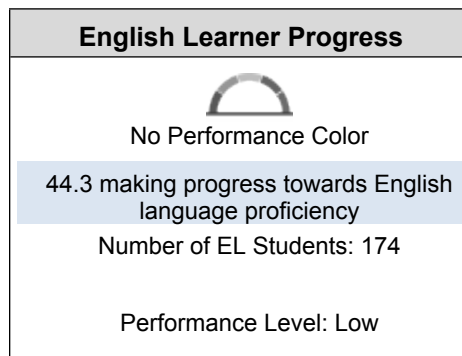 English Learner Progress
No Performance Color
44.3 making progress towards English
language proficiency
Number of EL Students: 174
Performance Level: Low